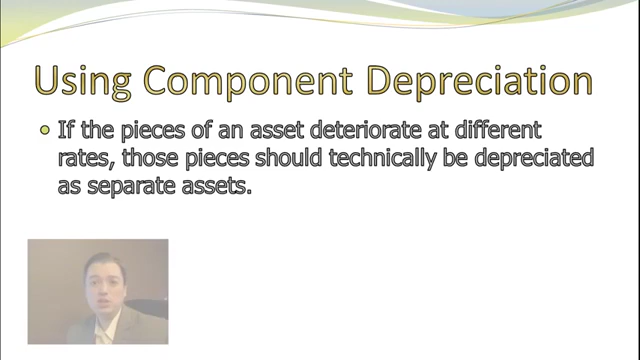 Using Component Depreciation
If the pieces of an asset deteriorate at different
rates, those pieces should technically be depreciated
as separate assets.